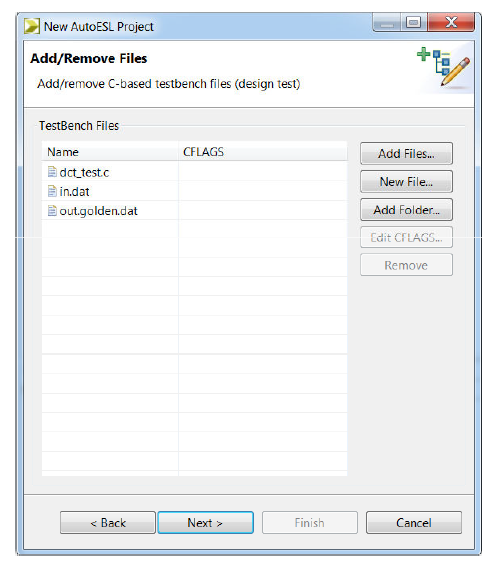 New AutoESL Project
Add/Remove Files
Add/remove C-based testbench files (design test)
TestBench Files
Name CFLAGS
dct_test.c
in.dat
out.golden.dat
Add Files...
New File...
Add Folder...
Edit CFLAGS...
Remove
< Back Next > Finish Cancel